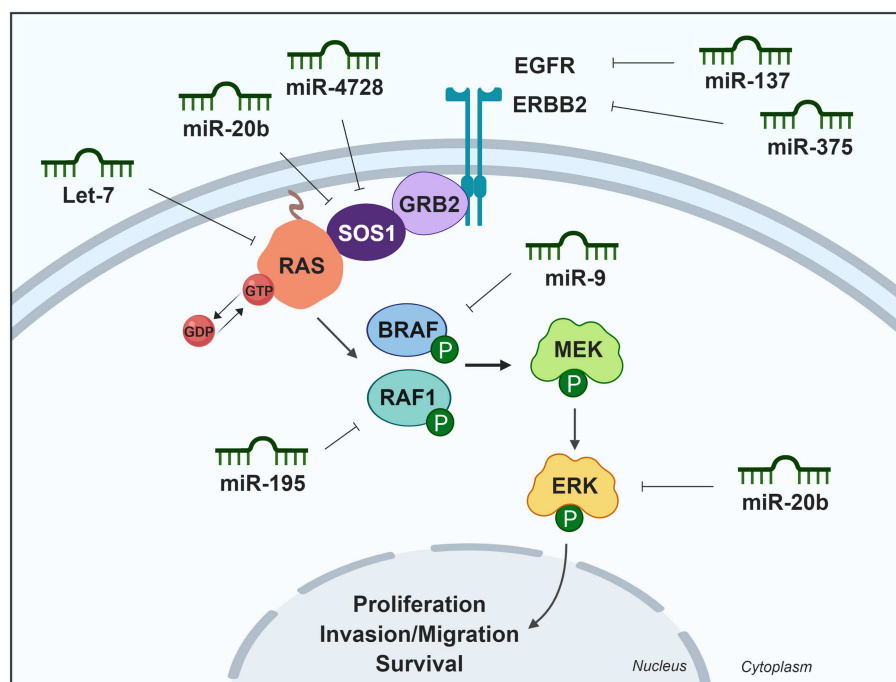 miR-4728
EGFR
miR-137
miR-20b
ERBB2
miR-375
Let-7
GRB2
SOS1
RAS
GTP
miR-9
GDP
BRAF
P
MEK
P
RAF1
P
miR-195
ERK
P
miR-20b
Proliferation
Invasion/Migration
Survival
Nucleus
Cytoplasm